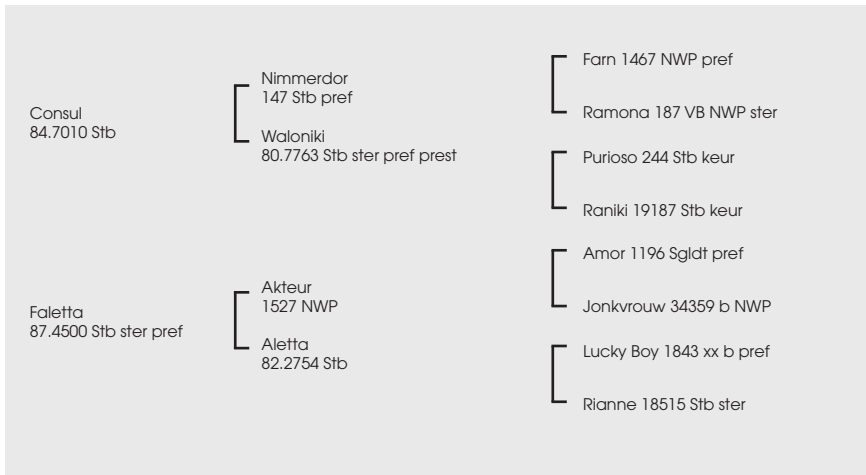 Consul
84.7010 Stb
Nimmerdor
147 Stb pref
Waloniki
80.7763 Stb ster pref prest
Farn 1467 NWP pref
Ramona 187 VB NWP ster
Purioso 244 Stb keur
Raniki 19187 Stb keur
Faletta
87.4500 Stb ster pref
Akteur
1527 NWP
Aletta
82.2754 Stb
Amor 1196 Sgldt pref
Jonkvrouw 34359 b NWP
Lucky Boy 1843 xx b pref
Rianne 18515 Stb ster